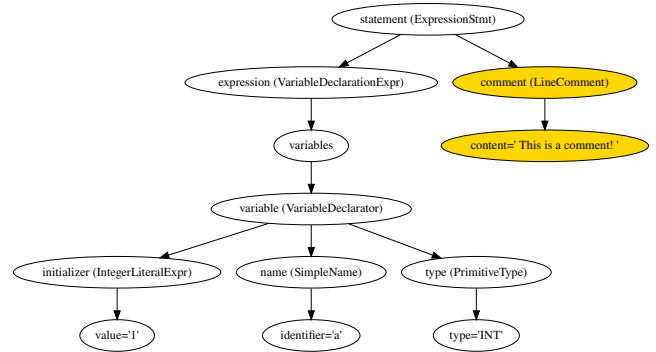 statement (ExpressionStmt)
expression (VariableDeclarationExpr)
comment (LineComment)
variables
content=' This is a comment! '
variable (VariableDeclarator)
initializer (IntegerLiteralExpr)
name (SimpleName)
type (PrimitiveType)
value='1'
identifier='a'
type='INT'